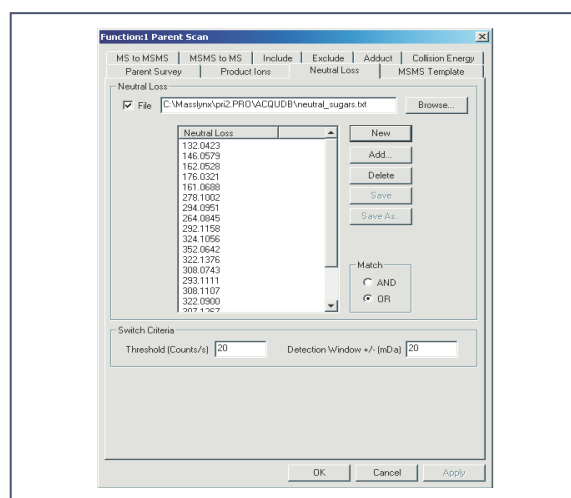 Function:1 Parent Scan
MS to MSMS MSMS to MS Include Exclude Adduct Collision Energy
Parent Survey Product Ions Neutral Loss MSMS Template
Neutral Loss
File C:\Masslynx\pri2.PRO\ACQUDB\neutral_sugars.txt Browse...
Neutral Loss
132.0423
146.0579
162.0528
176.0321
161.0688
278.1002
294.0951
264.0845
292.1158
324.1056
352.0642
322.1376
308.0743
293.1111
308.1107
322.0900
307.1267
New
Add...
Delete
Save
Save As..
Match
AND
OR
Switch Criteria
Threshold (Counts/s) 20 Detection Window +/- (mDa) 20
OK Cancel Apply